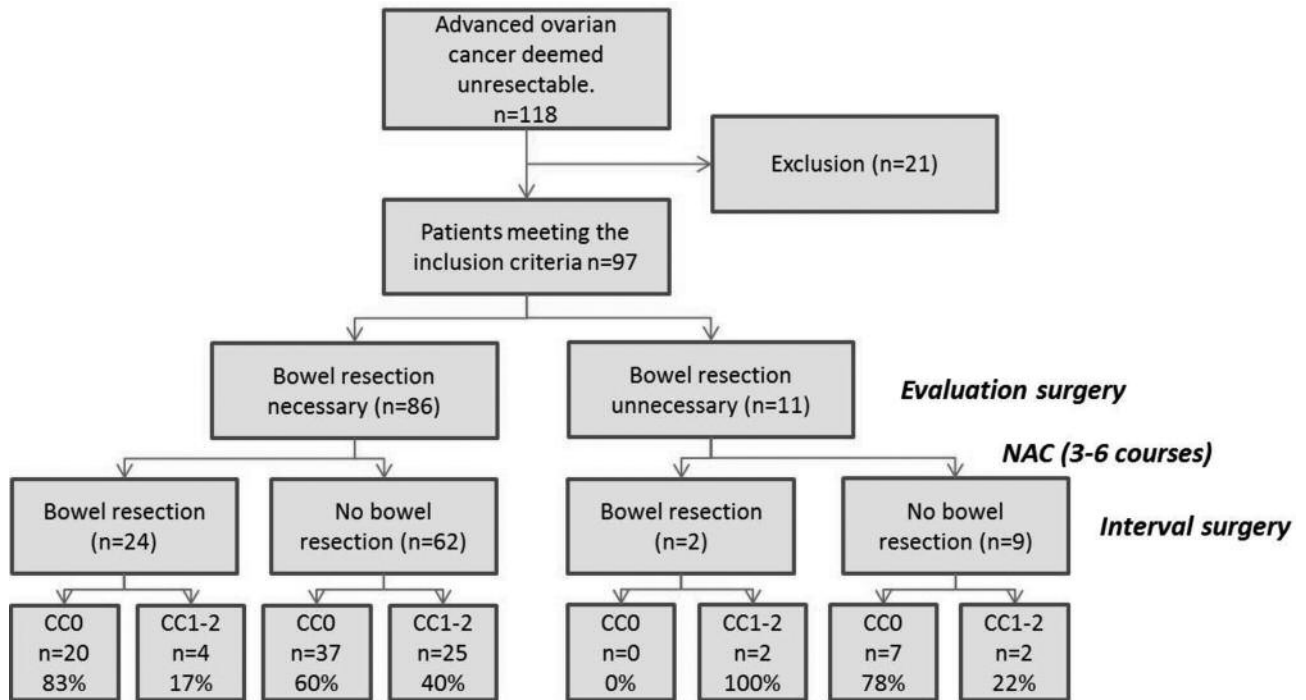 Advanced ovarian
cancer deemed
unresectable.
n=118
Exclusion (n=21)
Patients meeting the
inclusion criteria n=97
Bowel resection
necessary (n=86)
Bowel resection
unnecessary (n=11)
Evaluation surgery
NAC (3-6 courses)
Bowel resection
(n=24)
No bowel
resection (n=62)
Bowel resection
(n=2)
No bowel
resection (n=9)
Interval surgery
CC0
n=20
83%
CC1-2
n=4
17%
CC0
n=37
60%
CC1-2
n=25
40%
CC0
n=0
0%
CC1-2
n=2
100%
CC0
n=7
78%
CC1-2
n=2
22%